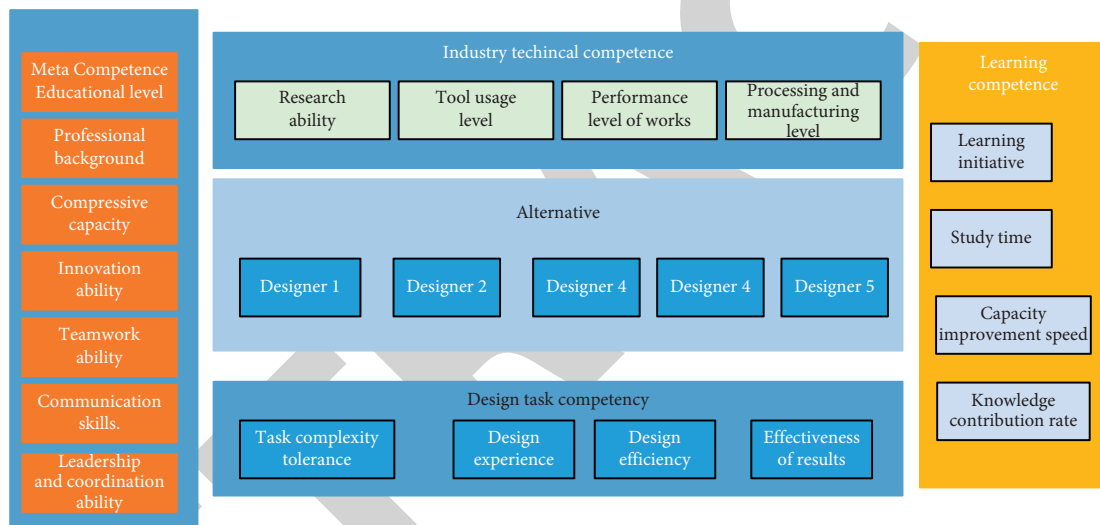 Meta Competence
Educational level
Professional
background
Compressive
capacity
Innovation
ability
Teamwork
ability
Communication
skills.
Leadership
and coordination
ability
Industry techincal competence
Research
ability
Tool usage
level
Performance
level of works
Processing and
manufacturing
level
Alternative
Designer 1
Designer 2
Designer 4
Designer 4
Designer 5
Design task competency
Task complexity
tolerance
Design
experience
Design
efficiency
Effectiveness
of results
Learning
competence
Learning
initiative
Study time
Capacity
improvement speed
Knowledge
contribution rate